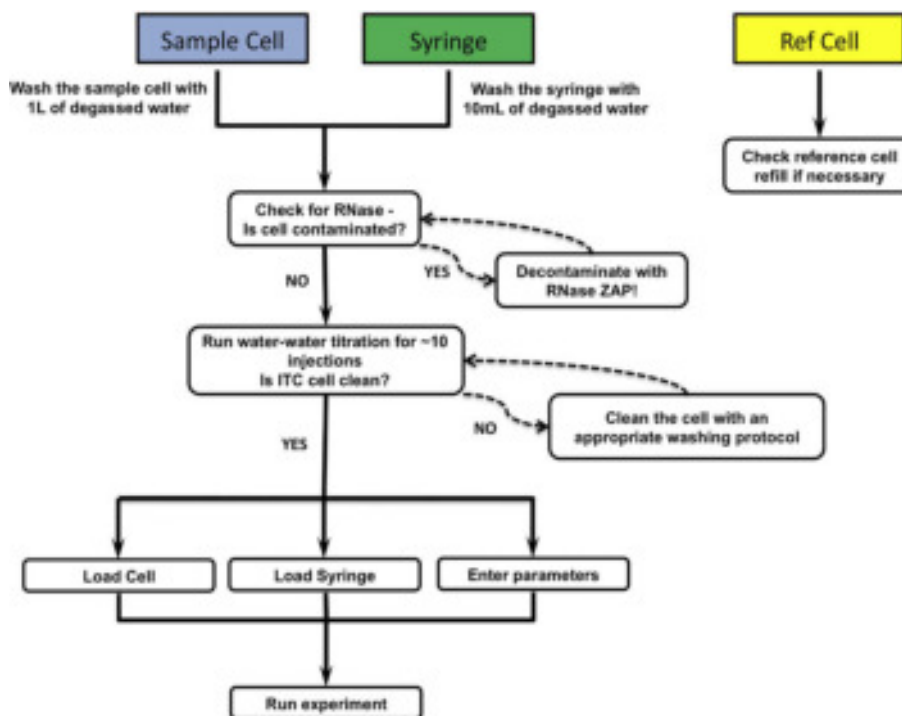 Sample Cell
Syringe
Ref Cell
Wash the sample cell with
1L of degassed water
Wash the syringe with
10mL of degassed water
Check reference cell
refill if necessary
Check for RNase -
Is cell contaminated?
YES
Decontaminate with
RNase ZAP!
NO
Run water-water titration for ~10
injections
Is ITC cell clean?
NO
Clean the cell with an
appropriate washing protocol
YES
Load Cell
Load Syringe
Enter parameters
Run experiment